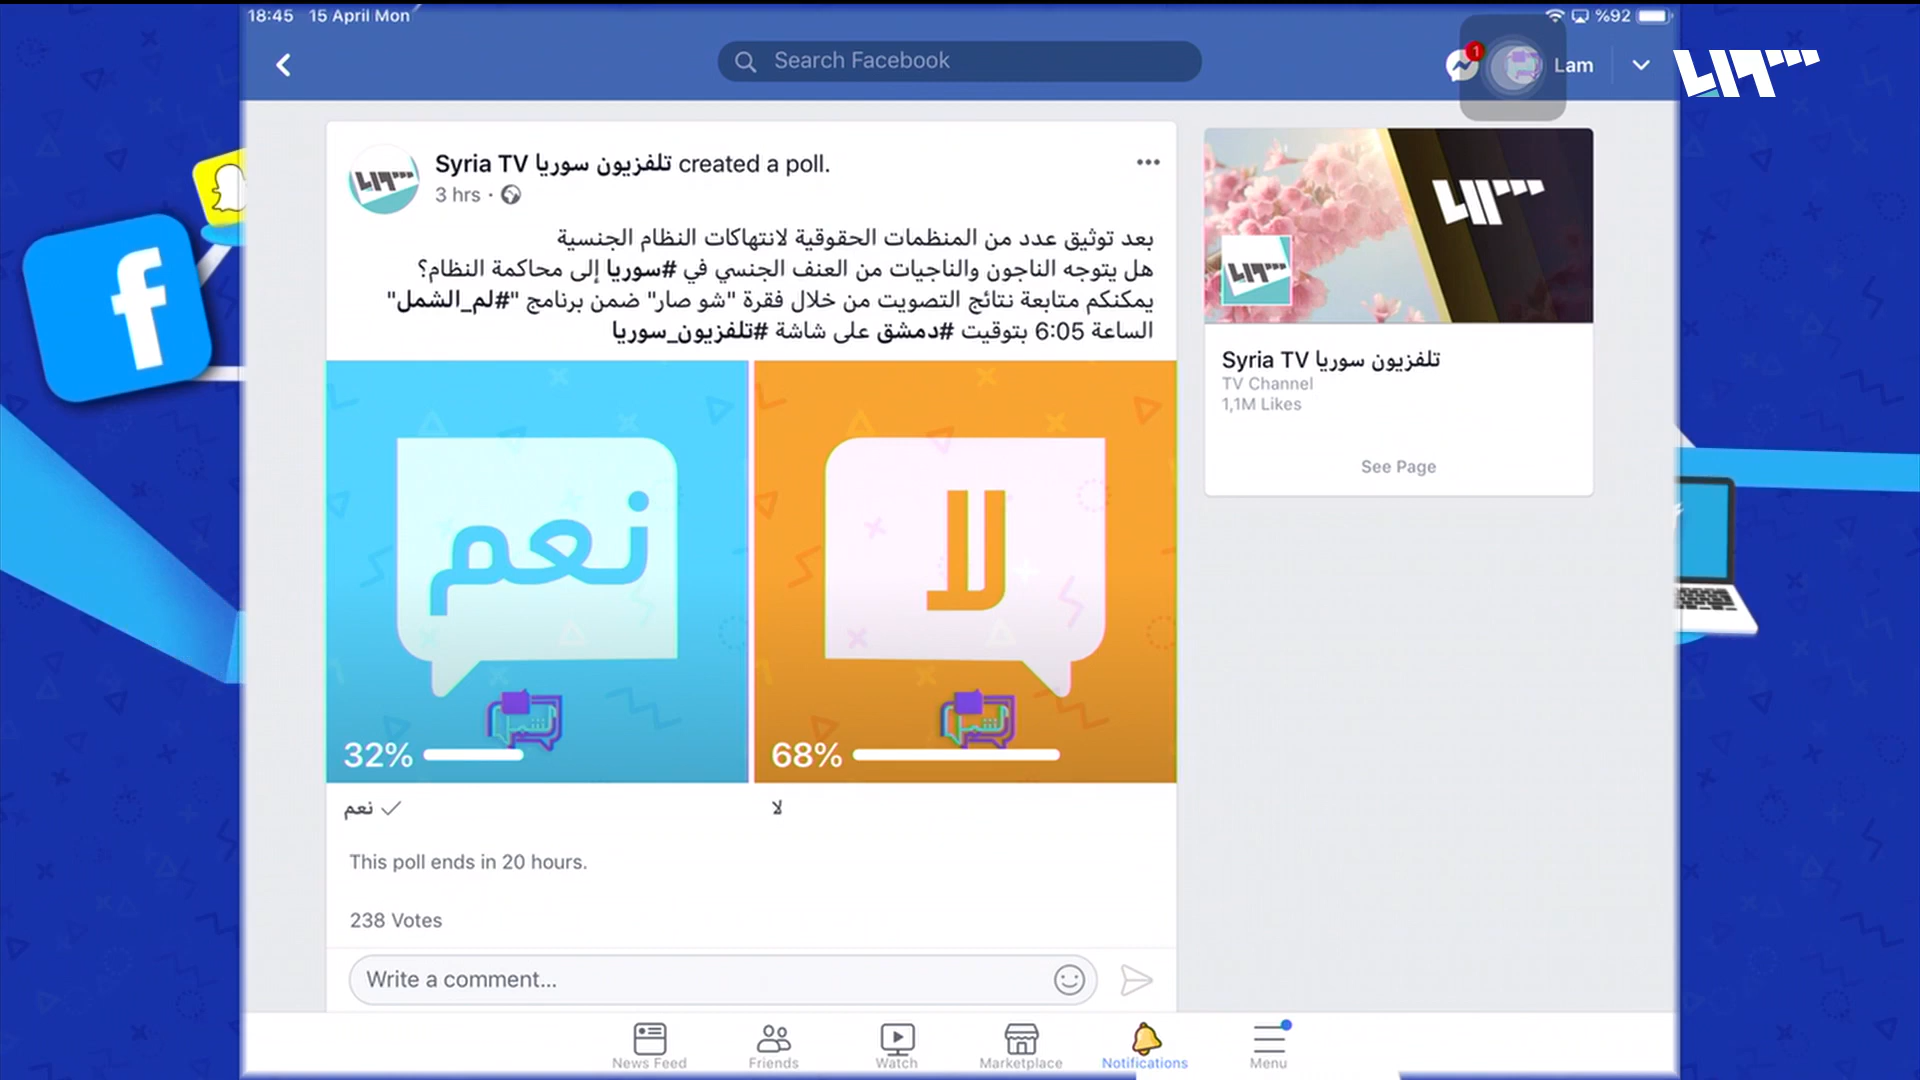 18:45 15 April Mon
%92
Search Facebook
1
Lam
Syria TV تلفزيون سوريا created a poll.
3 hrs ·
بعد توثيق عدد من المنظمات الحقوقية لانتهاكات النظام الجنسية
هل يتوجه الناجون والناجيات من العنف الجنسي في #سوريا إلى محاكمة النظام؟
يمكنكم متابعة نتائج التصويت من خلال فقرة "شو صار" ضمن برنامج "#لم_الشمل"
الساعة 6:05 بتوقيت #دمشق على شاشة #تلفزيون_سوريا
نعم
لا
32%
68%
نعم
لا
This poll ends in 20 hours.
238 Votes
Write a comment...
Syria TV تلفزيون سوريا
TV Channel
1,1M Likes
See Page
News Feed
Friends
Watch
Marketplace
Notifications
Menu